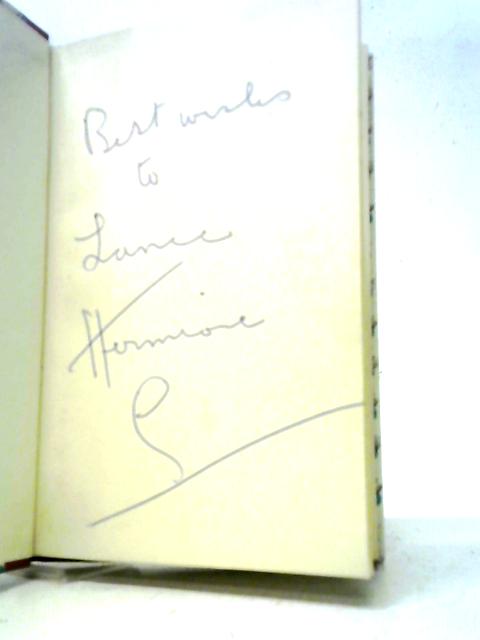 Best wishes
to
Lance
Hermione
G